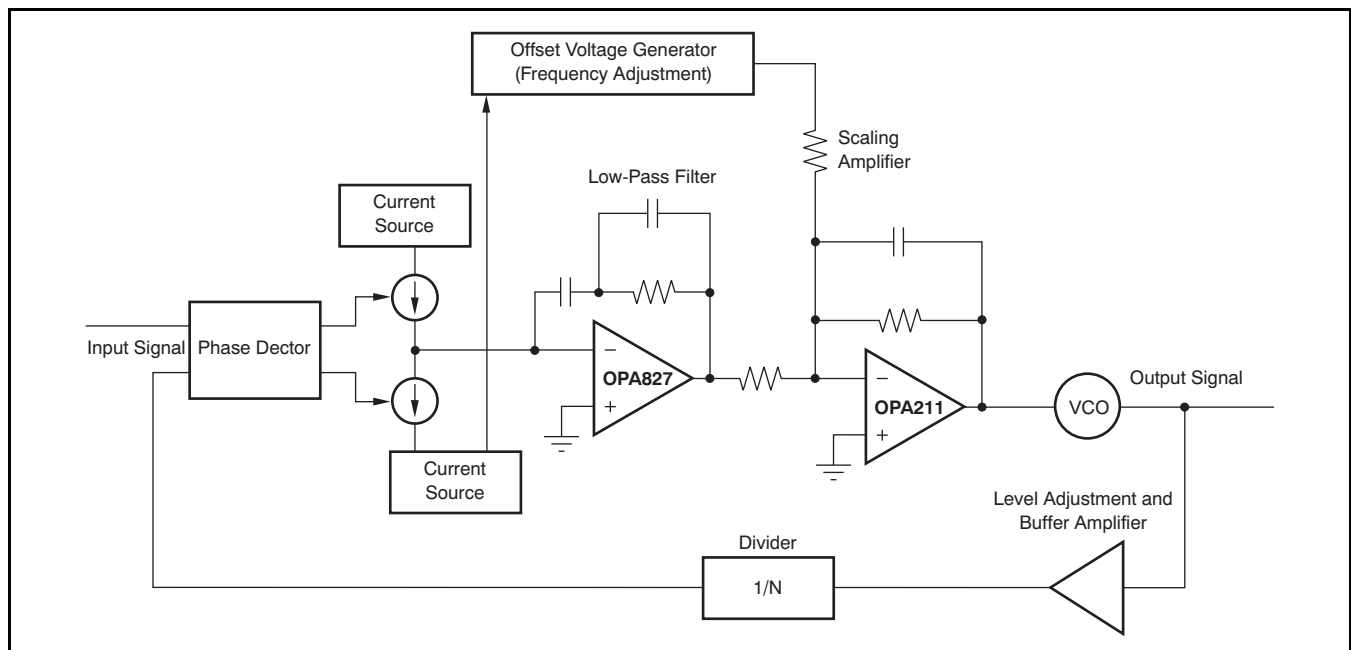 Offset Voltage Generator
(Frequency Adjustment)
Scaling
Amplifier
Low-Pass Filter
Current
Source
Input Signal
Phase Dector
−
OPA827
+
−
OPA211
+
VCO
Output Signal
Current
Source
Level Adjustment and
Buffer Amplifier
Divider
1/N